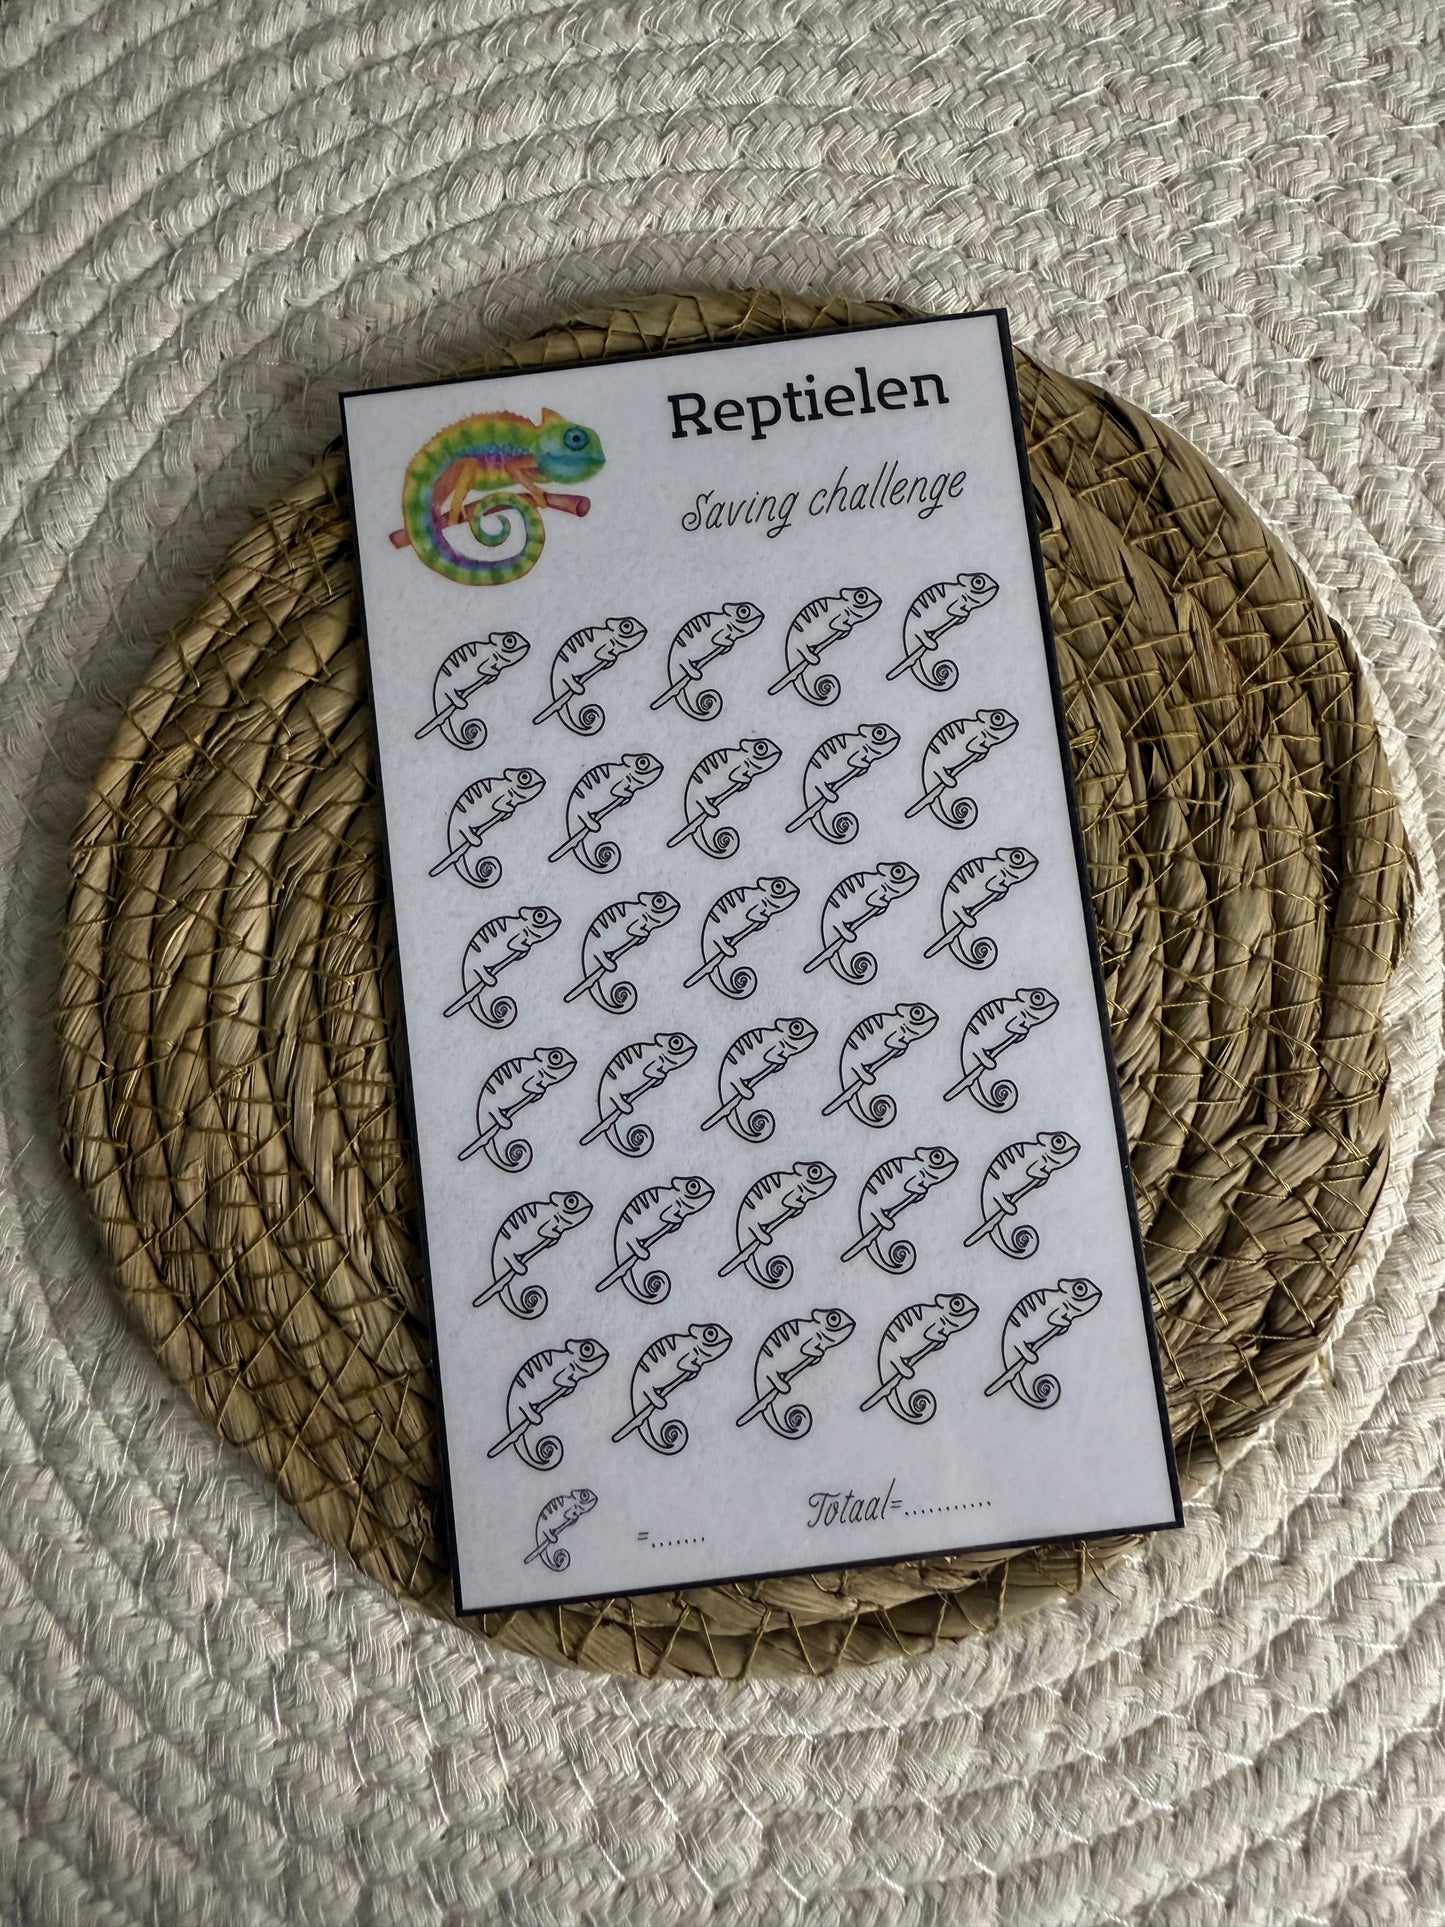 Reptielen
Saving challenge
=.......
Totaal=...........